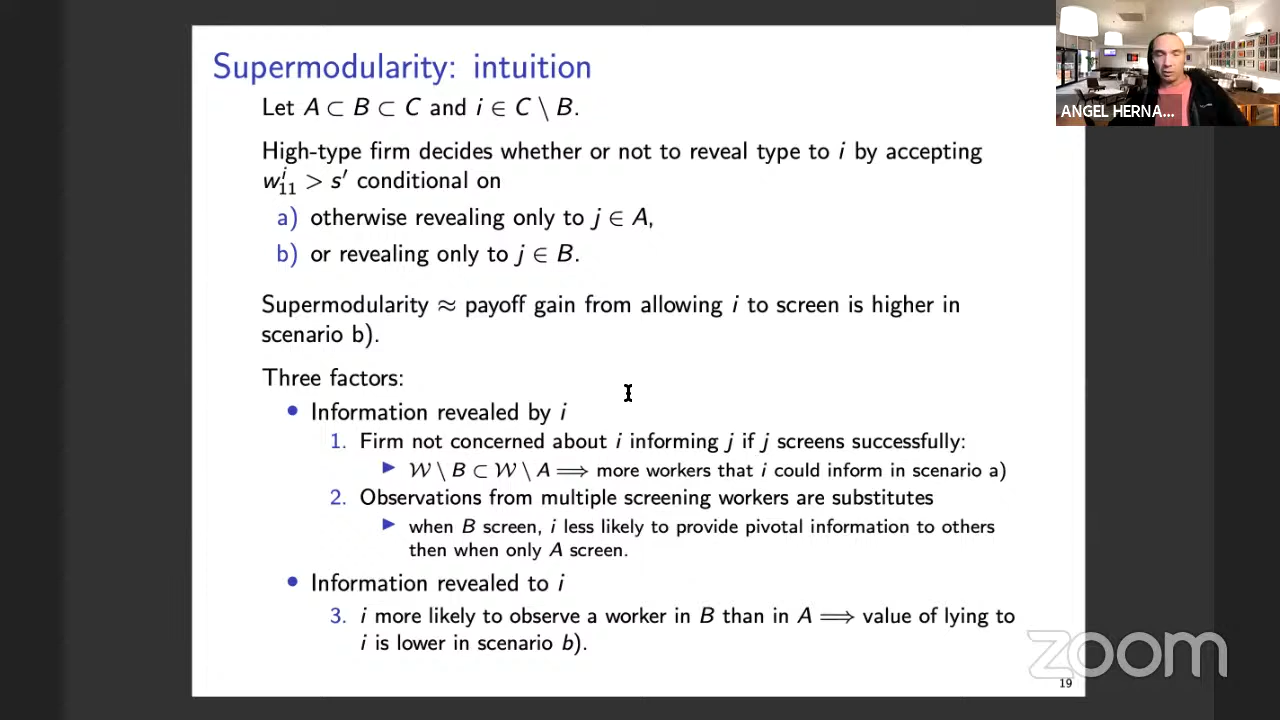 Supermodularity: intuition
Let A ⊂ B ⊂ C and i ∈ C \ B.
High-type firm decides whether or not to reveal type to i by accepting
w^i_11 > s′ conditional on
a) otherwise revealing only to j ∈ A,
b) or revealing only to j ∈ B.
Supermodularity ≈ payoff gain from allowing i to screen is higher in
scenario b).
Three factors:
• Information revealed by i
1. Firm not concerned about i informing j if j screens successfully:
▶ W \ B ⊂ W \ A ⟹ more workers that i could inform in scenario a)
2. Observations from multiple screening workers are substitutes
▶ when B screen, i less likely to provide pivotal information to others
then when only A screen.
• Information revealed to i
3. i more likely to observe a worker in B than in A ⟹ value of lying to
i is lower in scenario b).
19
ANGEL HERNA...
zoom